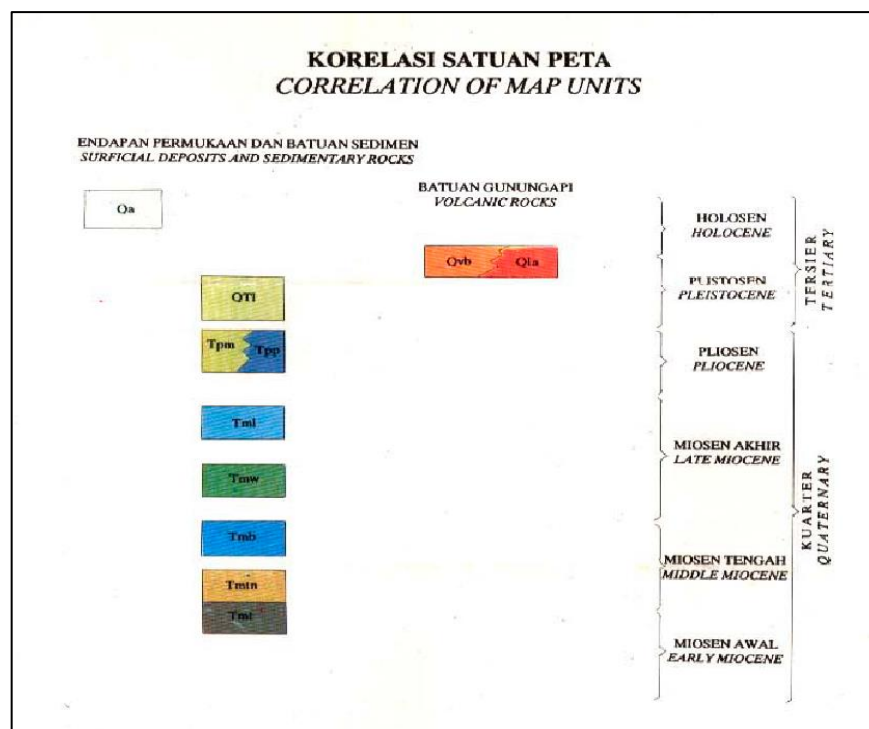 KORELASI SATUAN PETA
CORRELATION OF MAP UNITS
ENDAPAN PERMUKAAN DAN BATUAN SEDIMEN
SURFICIAL DEPOSITS AND SEDIMENTARY ROCKS
BATUAN GUNUNGAPI
VOLCANIC ROCKS
Qa
HOLOSEN
HOLOCENE
Qvb
Qla
QTl
PLISTOSEN
PLEISTOCENE
TERSIER
TERTIARY
Tpm
Tpp
PLIOSEN
PLIOCENE
Tml
MIOSEN AKHIR
LATE MIOCENE
Tmw
KUARTER
QUATERNARY
Tmb
MIOSEN TENGAH
MIDDLE MIOCENE
Tmtn
MIOSEN AWAL
EARLY MIOCENE